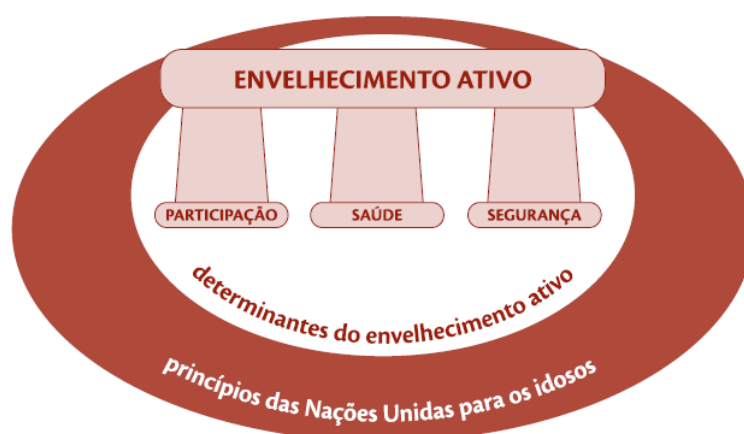 ENVELHECIMENTO ATIVO
PARTICIPAÇÃO
SAÚDE
SEGURANÇA
determinantes do envelhecimento ativo
princípios das Nações Unidas para os idosos